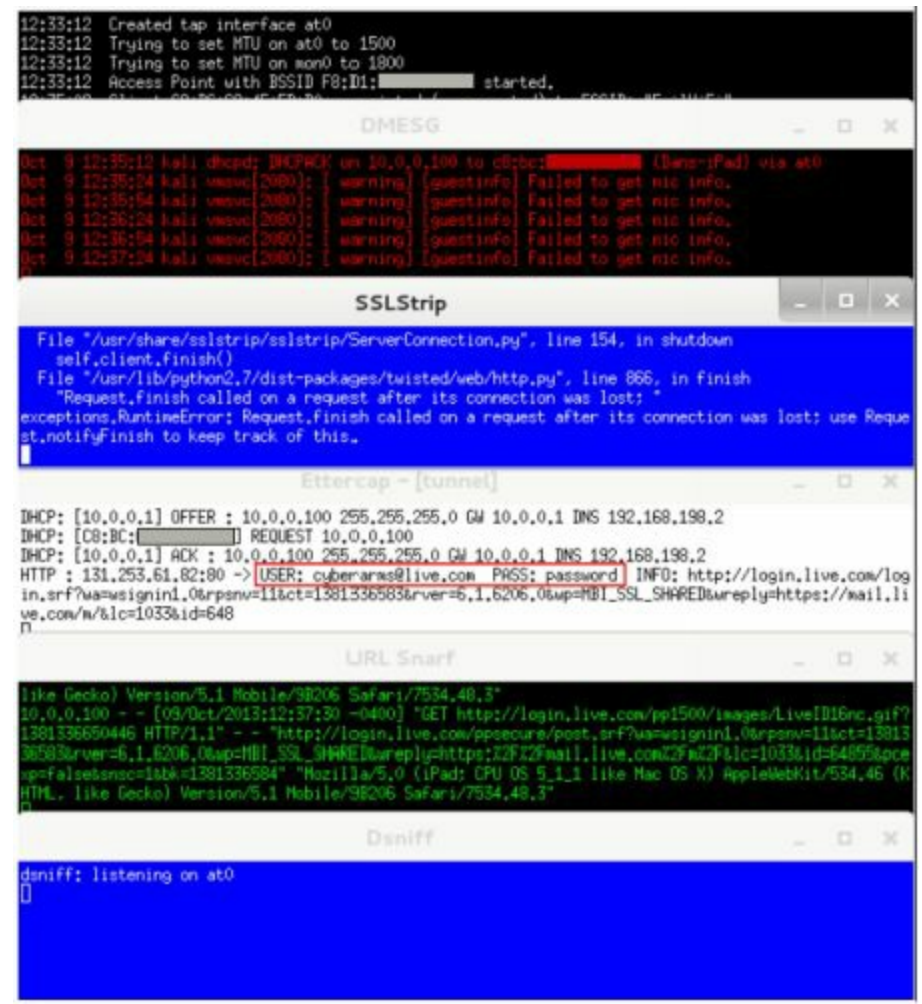 12:33:12 Created tap interface at0
12:33:12 Trying to set MTU on at0 to 1500
12:33:12 Trying to set MTU on mon0 to 1800
12:33:12 Access Point with BSSID F8:D1: started.
DMESG
Oct 9 12:35:12 kali dhcpd: DHCPACK on 10.0.0.100 to c8:bc: (Dans-iPad) via at0
Oct 9 12:35:24 kali vmsvc[2080]: [ warning] [guestinfo] Failed to get nic info.
Oct 9 12:35:54 kali vmsvc[2080]: [ warning] [guestinfo] Failed to get nic info.
Oct 9 12:36:24 kali vmsvc[2080]: [ warning] [guestinfo] Failed to get nic info.
Oct 9 12:36:54 kali vmsvc[2080]: [ warning] [guestinfo] Failed to get nic info.
Oct 9 12:37:24 kali vmsvc[2080]: [ warning] [guestinfo] Failed to get nic info.
SSLStrip
File "/usr/share/sslstrip/sslstrip/ServerConnection.py", line 154, in shutdown
self.client.finish()
File "/usr/lib/python2.7/dist-packages/twisted/web/http.py", line 866, in finish
"Request.finish called on a request after its connection was lost; "
exceptions.RuntimeError: Request.finish called on a request after its connection was lost; use Reque
st.notifyFinish to keep track of this.
Ettercap - [tunnel]
DHCP: [10.0.0.1] OFFER : 10.0.0.100 255.255.255.0 GW 10.0.0.1 DNS 192.168.198.2
DHCP: [C8:BC: ] REQUEST 10.0.0.100
DHCP: [10.0.0.1] ACK : 10.0.0.100 255.255.255.0 GW 10.0.0.1 DNS 192.168.198.2
HTTP : 131.253.61.82:80 -> USER: cyberarms@live.com PASS: password INFO: http://login.live.com/log
in.srf?wa=wsignin1.0&rpsnv=11&ct=1381336583&rver=6.1.6206.0&wp=MBI_SSL_SHARED&wreply=https://mail.li
ve.com/m/&lc=1033&id=648
URL Snarf
like Gecko) Version/5.1 Mobile/9B206 Safari/7534.48.3"
10.0.0.100 - - [09/Oct/2013:12:37:30 -0400] "GET http://login.live.com/pp1500/images/LiveID16nc.gif?
1381336650446 HTTP/1.1" - - "http://login.live.com/ppsecure/post.srf?wa=wsignin1.0&rpsnv=11&ct=13813
36583&rver=6.1.6206.0&wp=MBI_SSL_SHARED&wreply=https:%2F%2Fmail.live.com%2Fm%2F&lc=1033&id=64855&pce
xp=false&snsc=1&bk=1381336584" "Mozilla/5.0 (iPad; CPU OS 5_1_1 like Mac OS X) AppleWebKit/534.46 (K
HTML, like Gecko) Version/5.1 Mobile/9B206 Safari/7534.48.3"
Dsniff
dsniff: listening on at0